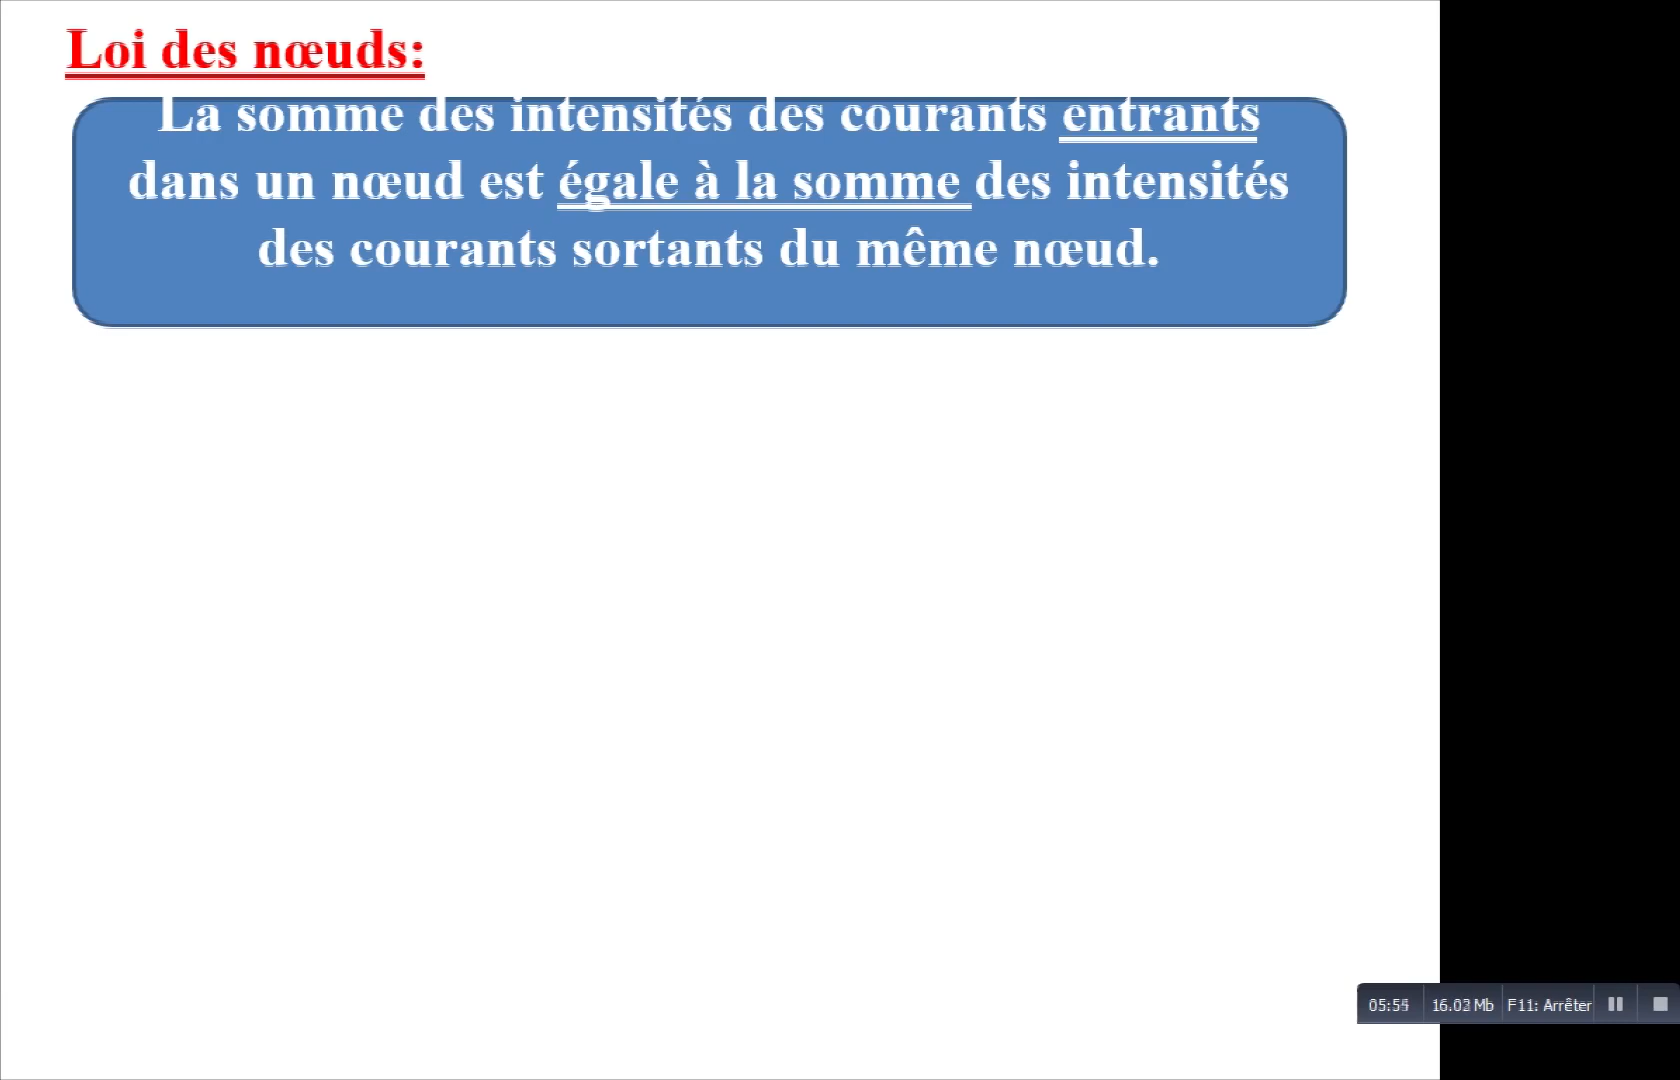 Loi des nœuds:
La somme des intensités des courants entrants
dans un nœud est égale à la somme des intensités
des courants sortants du même nœud.
05:54 16.03 Mb F11: Arrêter